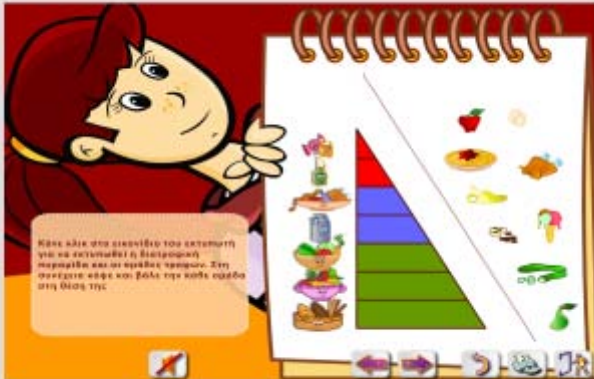 Κάνε κλικ στο εικονίδιο του εκτυπωτή
για να εκτυπωθεί η διατροφική
πυραμίδα και οι ομάδες τροφών. Στη
συνέχεια κόψε και βάλε την κάθε ομάδα
στη θέση της